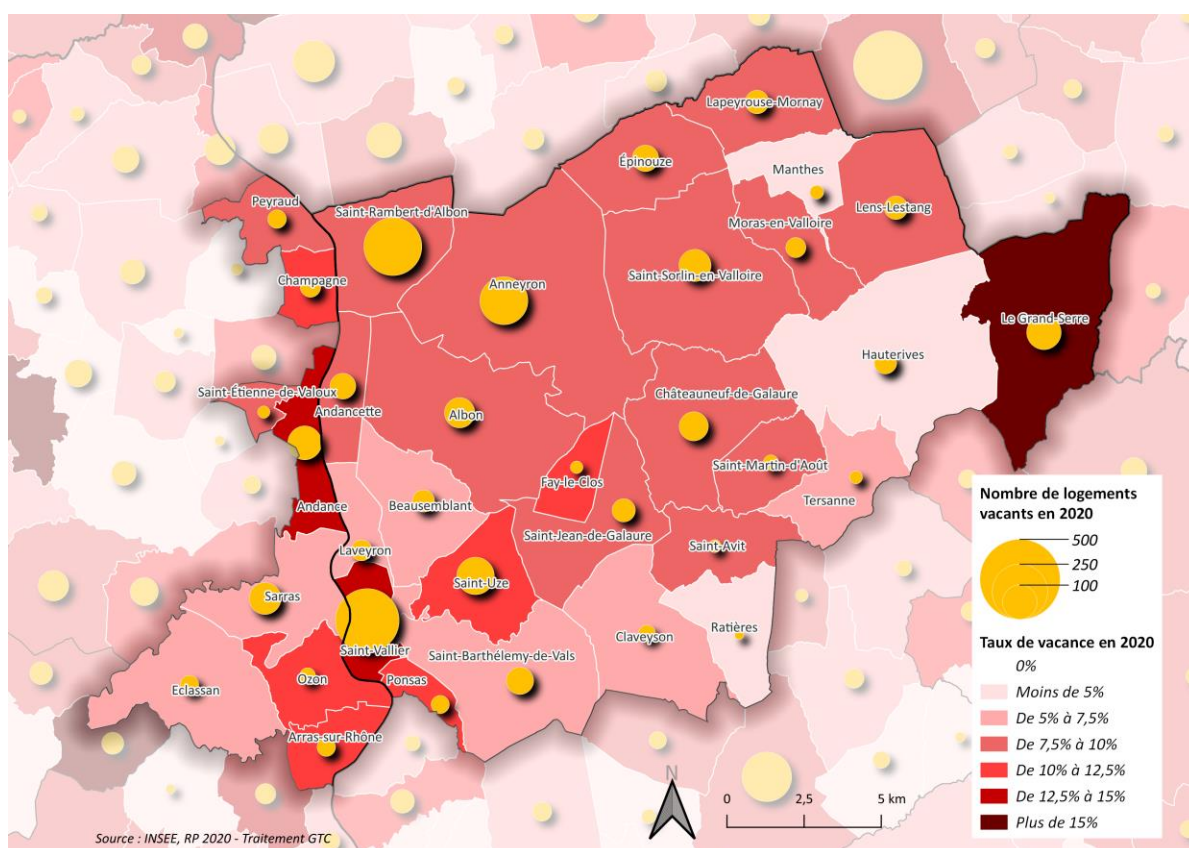 Lapeyrouse-Mornay
Épinouze
Manthes
Peyraud
Saint-Rambert-d'Albon
Lens-Lestang
Moras-en-Valloire
Champagne
Saint-Sorlin-en-Valloire
Anneyron
Le Grand-Serre
Hauterives
Saint-Étienne-de-Valoux
Châteauneuf-de-Galaure
Andancette
Albon
Saint-Martin-d'Août
Fay-le-Clos
Tersanne
Andance
Beausemblant
Saint-Jean-de-Galaure
Saint-Avit
Laveyron
Saint-Uze
Sarras
Claveyson
Ratières
Saint-Vallier
Saint-Barthélemy-de-Vals
Eclassan
Ozon
Ponsas
Arras-sur-Rhône
Nombre de logements
vacants en 2020
500
250
100
Taux de vacance en 2020
0%
Moins de 5%
De 5% à 7,5%
De 7,5% à 10%
De 10% à 12,5%
De 12,5% à 15%
Plus de 15%
N
0 2,5 5 km
Source : INSEE, RP 2020 - Traitement GTC